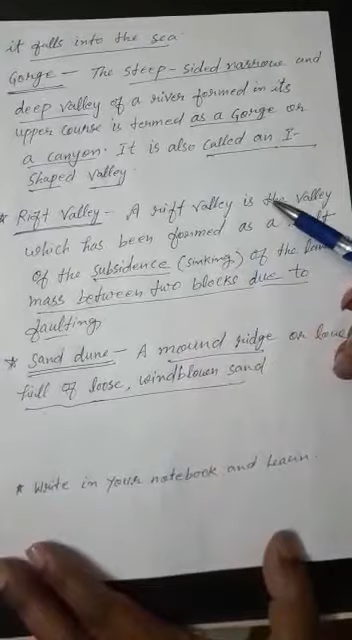 it falls into the sea.
Gorge - The steep-sided narrow and
deep valley of a river formed in its
upper course is termed as a Gorge or
a canyon. It is also called an I-
shaped valley.
* Rift valley - A rift valley is the valley
which has been formed as a
of the subsidence (sinking) of the
mass between two blocks due to
faulting
* Sand dune - A mound ridge or
hill of loose, windblown sand
* Write in your notebook and learn.